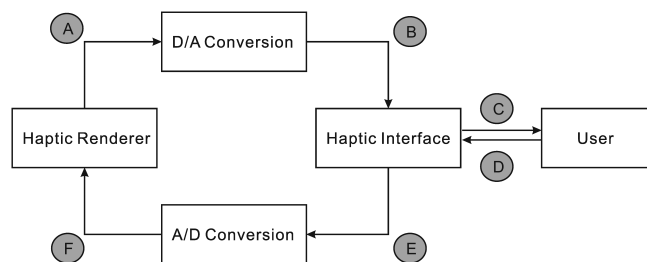 A
D/A Conversion
B
Haptic Renderer
Haptic Interface
C
User
D
F
A/D Conversion
E